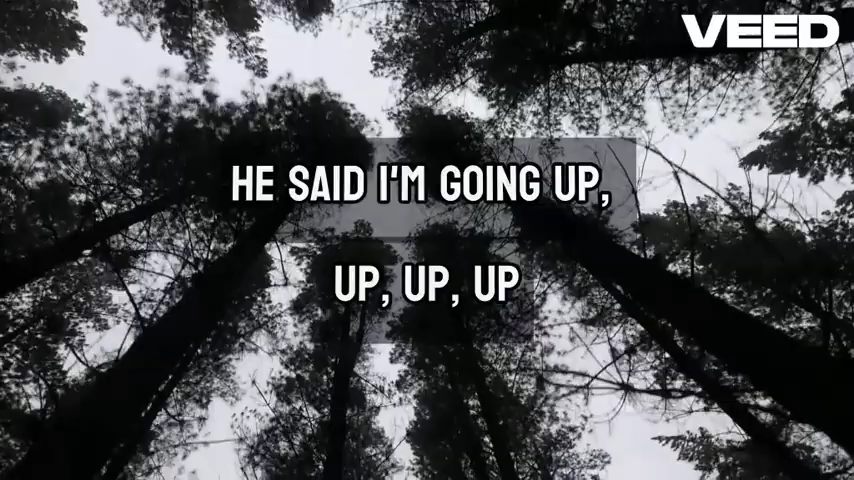 VEED
HE SAID I'M GOING UP,
UP, UP, UP